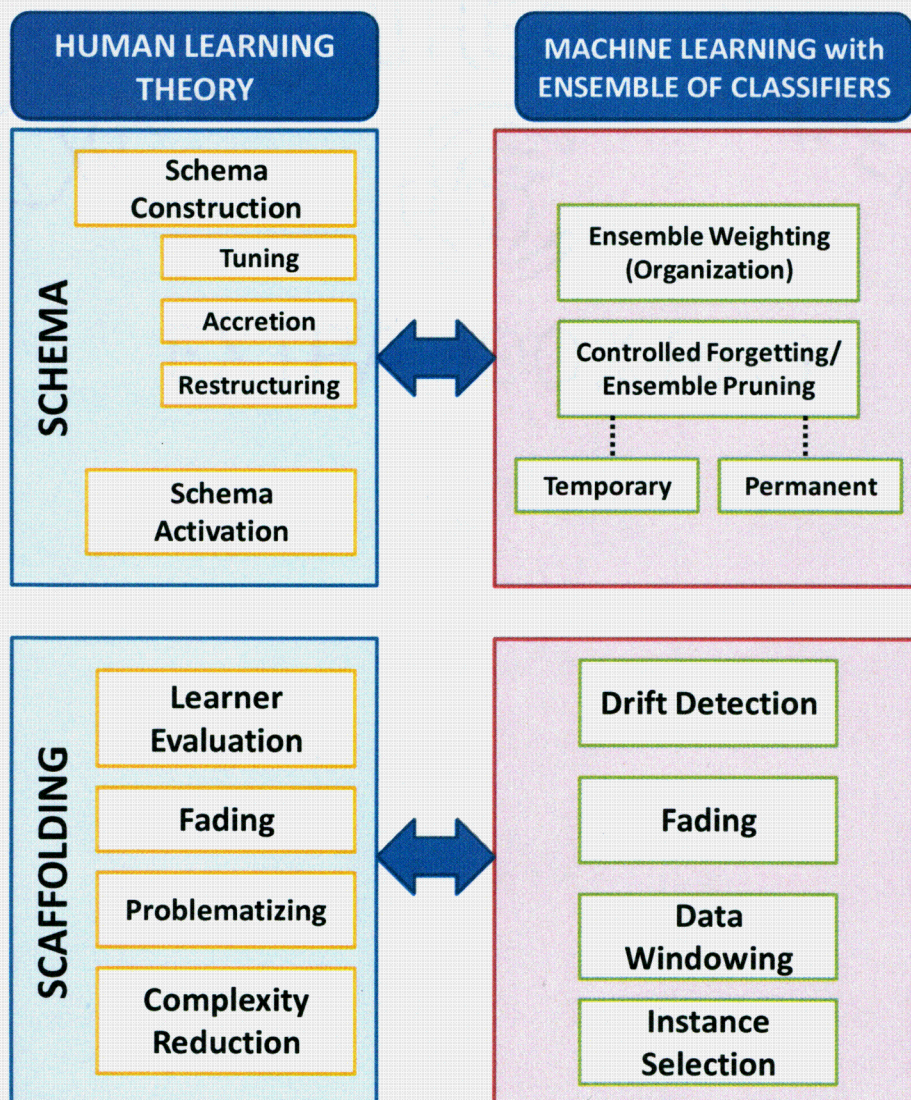 HUMAN LEARNING
THEORY
MACHINE LEARNING with
ENSEMBLE OF CLASSIFIERS
SCHEMA
Schema
Construction
Tuning
Accretion
Restructuring
Schema
Activation
Ensemble Weighting
(Organization)
Controlled Forgetting/
Ensemble Pruning
Temporary
Permanent
SCAFFOLDING
Learner
Evaluation
Fading
Problematizing
Complexity
Reduction
Drift Detection
Fading
Data
Windowing
Instance
Selection